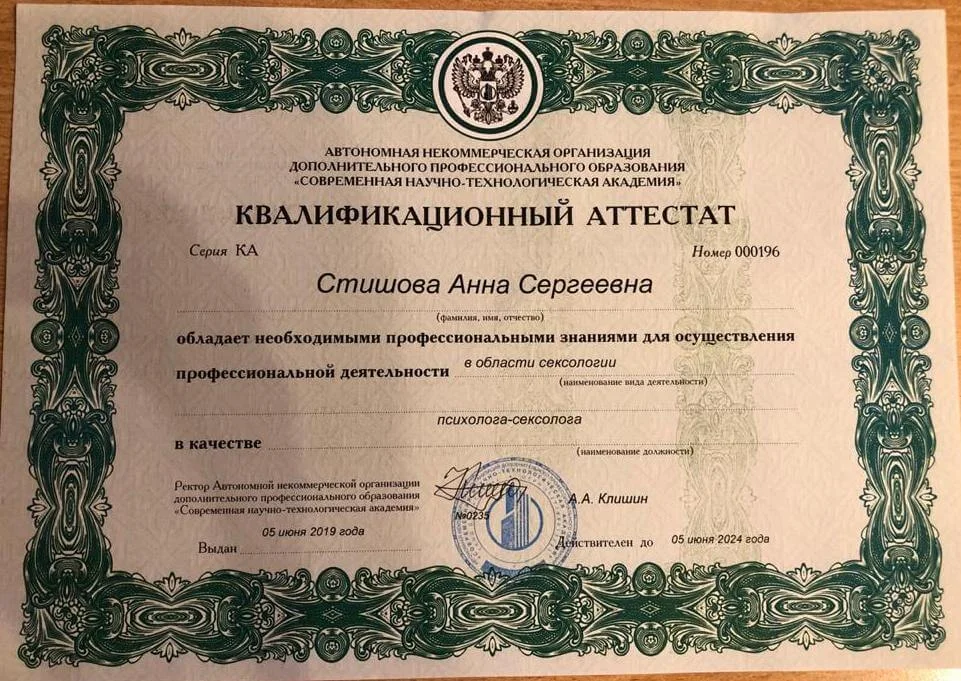 АВТОНОМНАЯ НЕКОММЕРЧЕСКАЯ ОРГАНИЗАЦИЯ
ДОПОЛНИТЕЛЬНОГО ПРОФЕССИОНАЛЬНОГО ОБРАЗОВАНИЯ
«СОВРЕМЕННАЯ НАУЧНО-ТЕХНОЛОГИЧЕСКАЯ АКАДЕМИЯ»
КВАЛИФИКАЦИОННЫЙ АТТЕСТАТ
Серия КА Номер 000196
Стишова Анна Сергеевна
(фамилия, имя, отчество)
обладает необходимыми профессиональными знаниями для осуществления
профессиональной деятельности в области сексологии
(наименование вида деятельности)
психолога-сексолога
в качестве
(наименование должности)
Ректор Автономной некоммерческой организации
дополнительного профессионального образования
«Современная научно-технологическая академия»
А.А. Клишин
№0235
Выдан 05 июня 2019 года
Действителен до 05 июня 2024 года